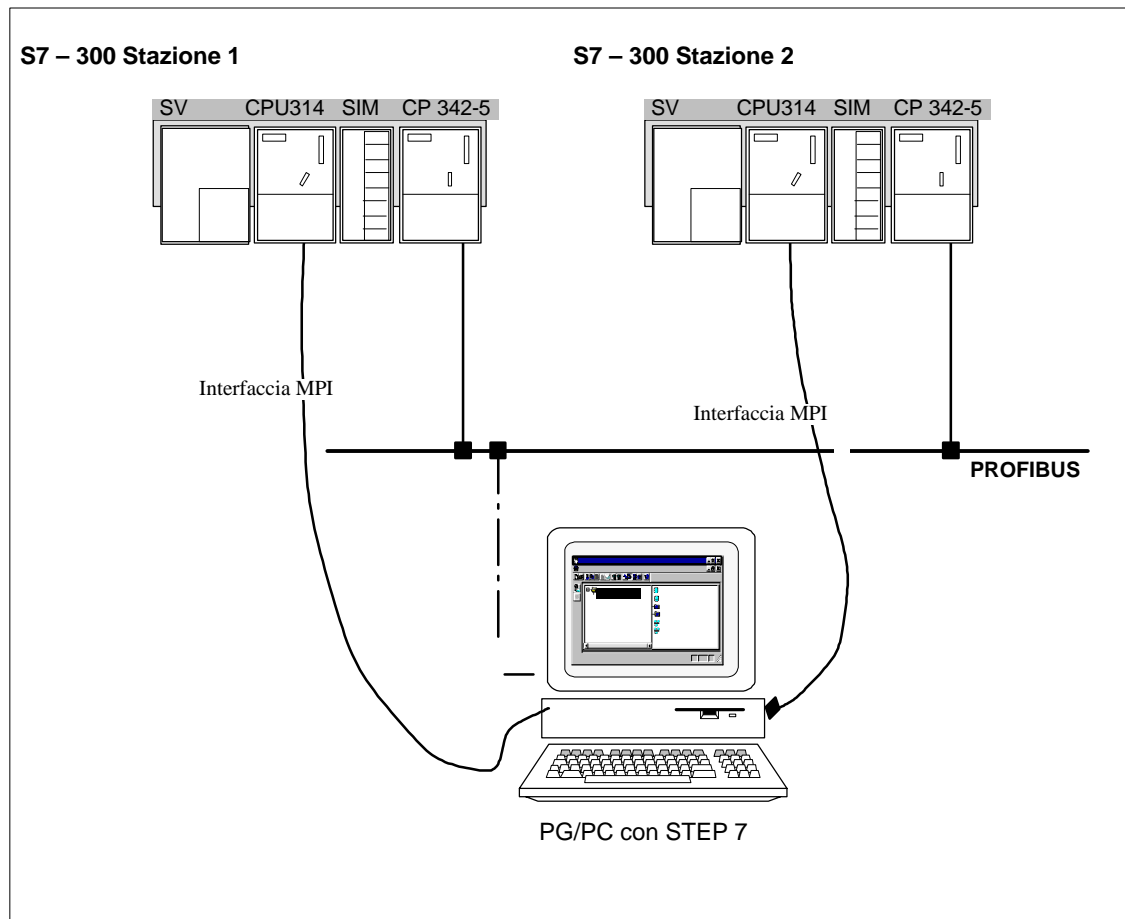 S7 – 300 Stazione 1
S7 – 300 Stazione 2
SV CPU314 SIM CP 342-5
SV CPU314 SIM CP 342-5
Interfaccia MPI
Interfaccia MPI
PROFIBUS
PG/PC con STEP 7